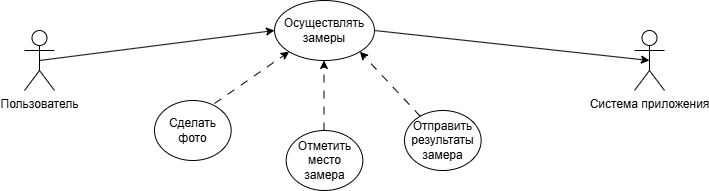 Осуществлять
замеры
Пользователь
Система приложения
Сделать
фото
Отметить
место
замера
Отправить
результаты
замера